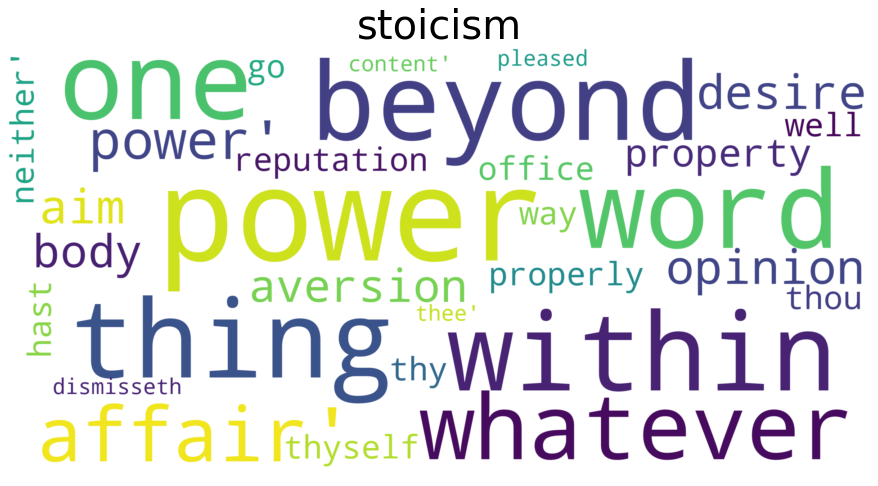 stoicism
one
go
content'
pleased
beyond
desire
neither'
power'
reputation
well
property
office
aim
power
way
word
body
aversion
properly
opinion
hast
thing
thee'
thou
within
thy
dismisseth
affair'
thyself
whatever